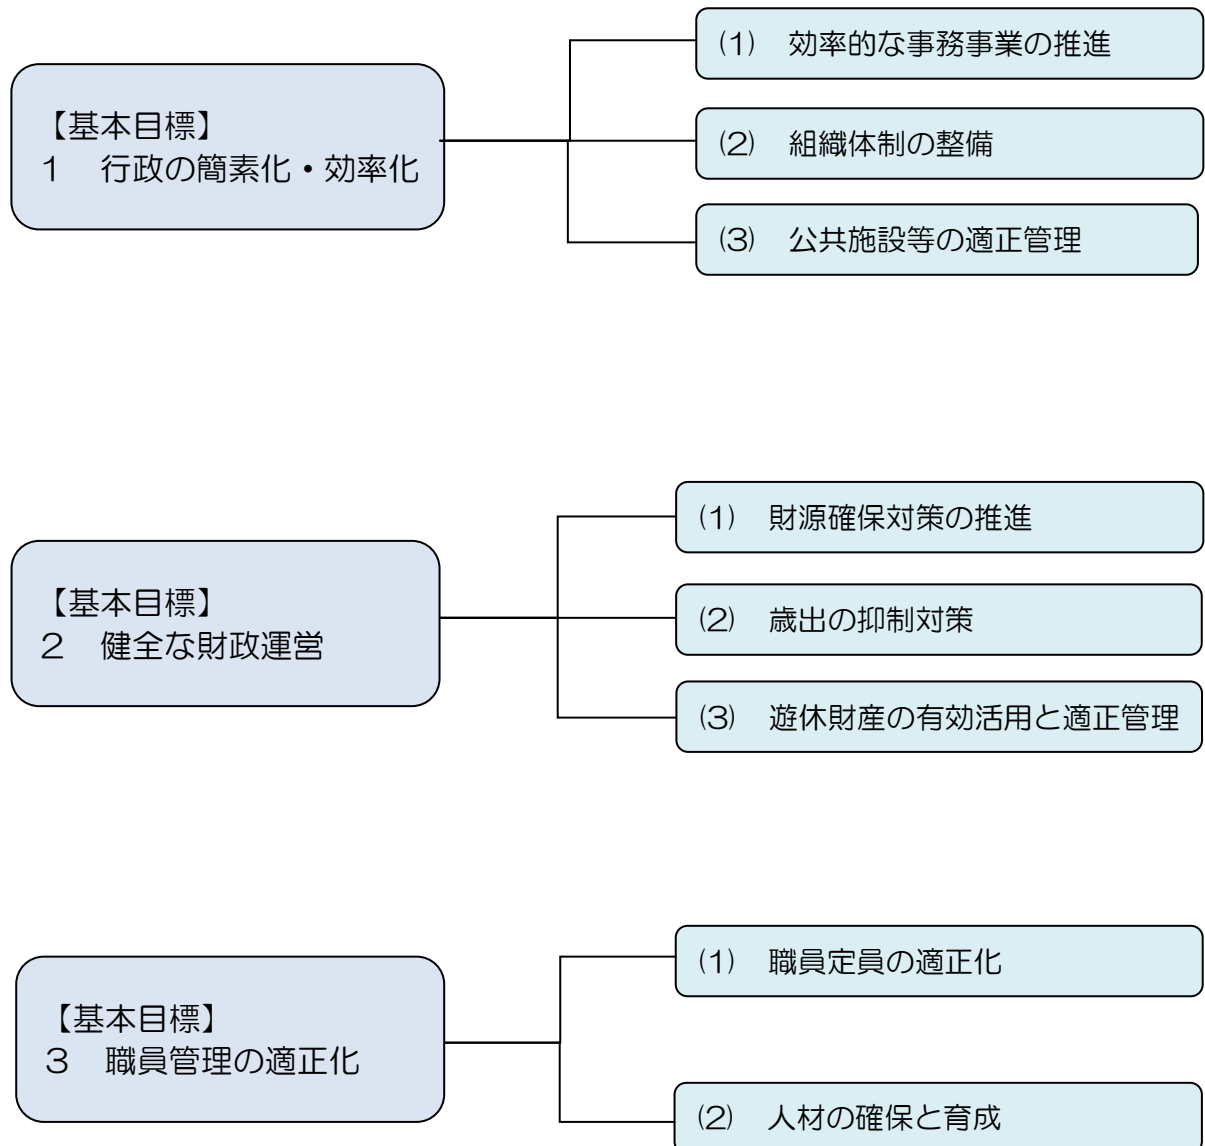 【基本目標】
１　行政の簡素化・効率化
⑴　効率的な事務事業の推進
⑵　組織体制の整備
⑶　公共施設等の適正管理
【基本目標】
２　健全な財政運営
⑴　財源確保対策の推進
⑵　歳出の抑制対策
⑶　遊休財産の有効活用と適正管理
【基本目標】
３　職員管理の適正化
⑴　職員定員の適正化
⑵　人材の確保と育成